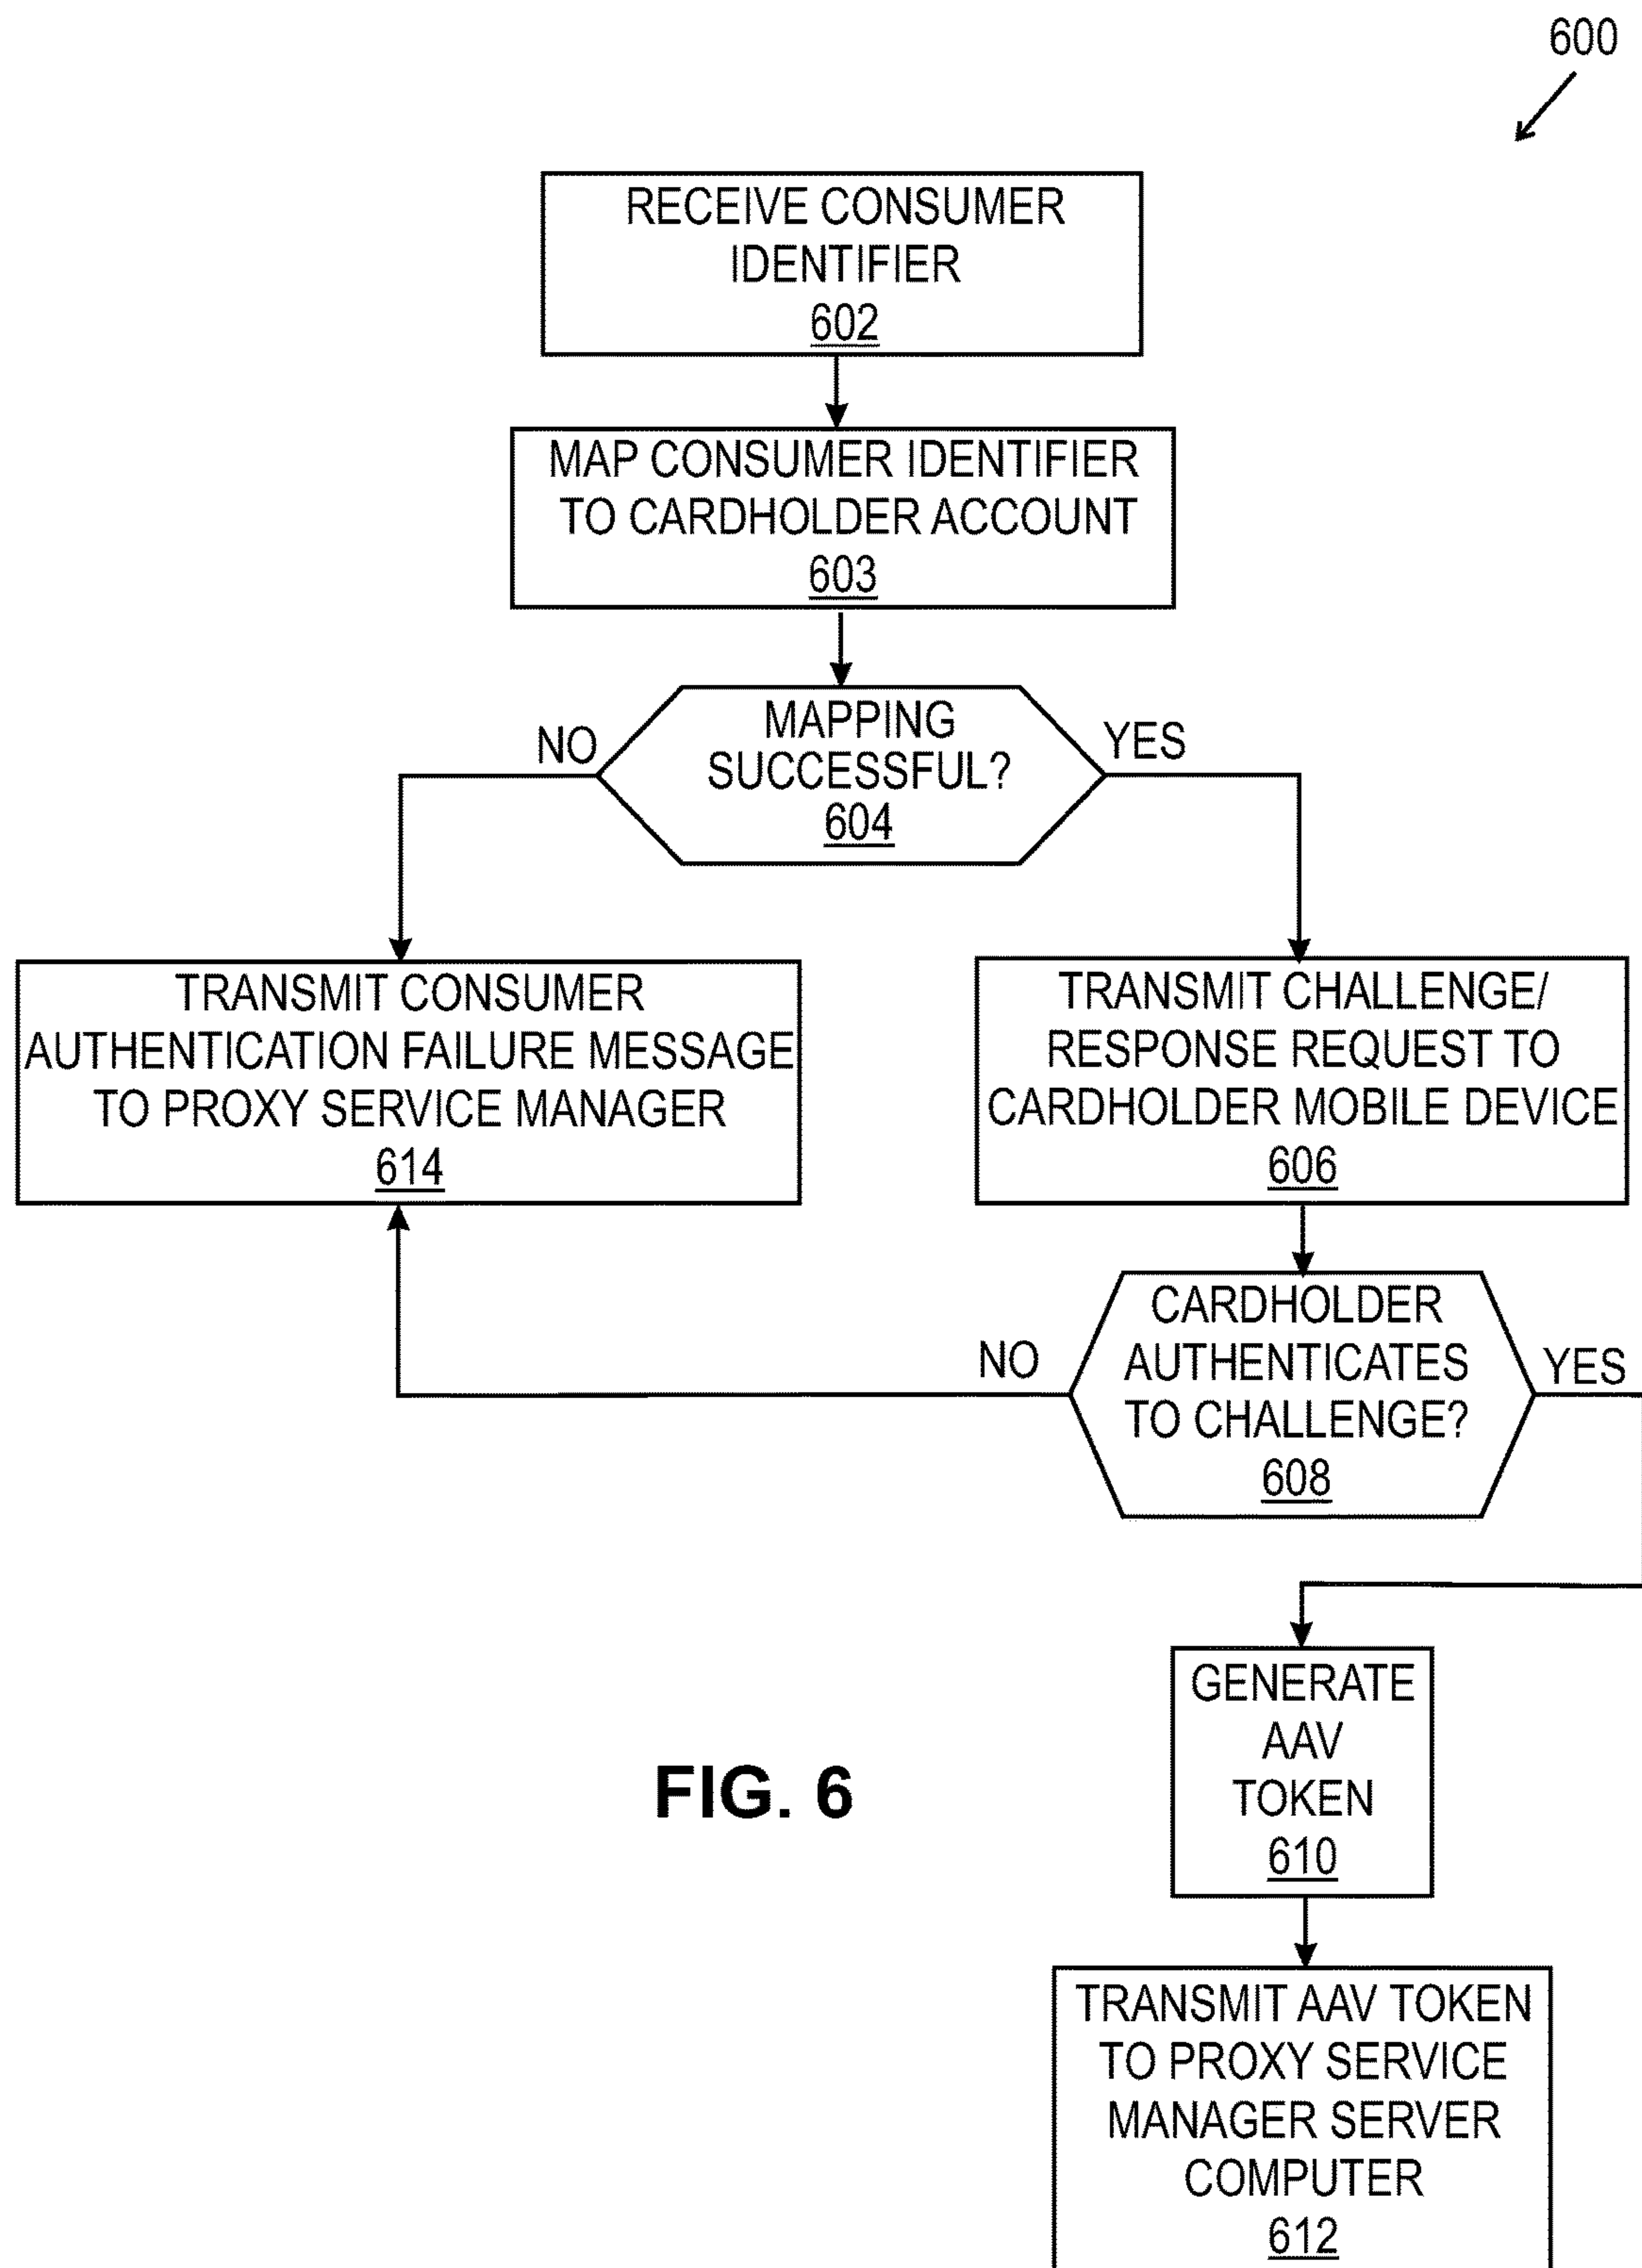 600
RECEIVE CONSUMER
IDENTIFIER
602
MAP CONSUMER IDENTIFIER
TO CARDHOLDER ACCOUNT
603
MAPPING
SUCCESSFUL?
604
NO
YES
TRANSMIT CONSUMER
AUTHENTICATION FAILURE MESSAGE
TO PROXY SERVICE MANAGER
614
TRANSMIT CHALLENGE/
RESPONSE REQUEST TO
CARDHOLDER MOBILE DEVICE
606
CARDHOLDER
AUTHENTICATES
TO CHALLENGE?
608
NO
YES
GENERATE
AAV
TOKEN
610
FIG. 6
TRANSMIT AAV TOKEN
TO PROXY SERVICE
MANAGER SERVER
COMPUTER
612